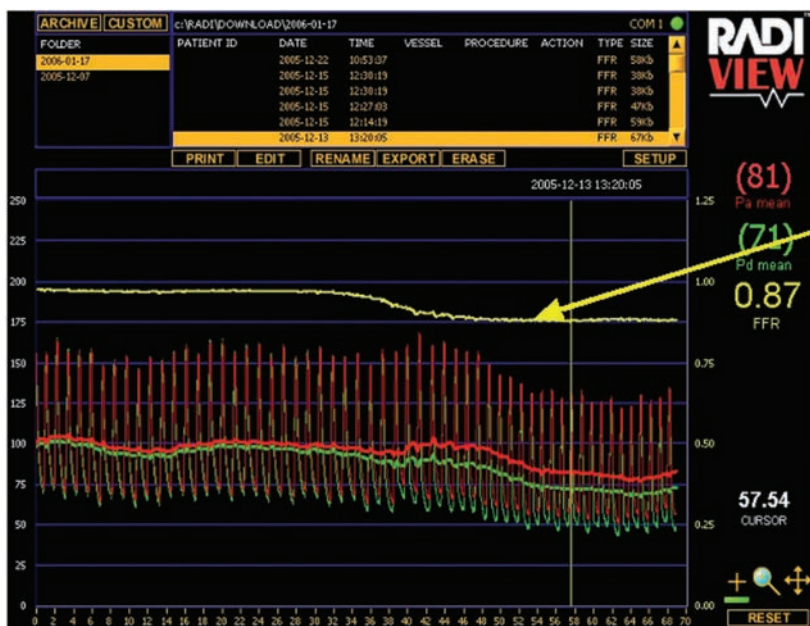 ARCHIVE CUSTOM c:\RADI\DOWNLOAD\2006-01-17 COM 1
FOLDER PATIENT ID DATE TIME VESSEL PROCEDURE ACTION TYPE SIZE
2006-01-17 2005-12-22 10:53:37 FFR 58Kb
2005-12-07 2005-12-15 12:30:19 FFR 38Kb
2005-12-15 12:30:19 FFR 38Kb
2005-12-15 12:27:03 FFR 47Kb
2005-12-15 12:14:19 FFR 59Kb
2005-12-13 13:20:05 FFR 67Kb
PRINT EDIT RENAME EXPORT ERASE SETUP
RADI
VIEW
2005-12-13 13:20:05
(81)
Pa mean
(71)
Pd mean
0.87
FFR
57.54
CURSOR
RESET
250 1.25
225
200 1.00
175
150 0.75
125
100 0.50
75
50 0.25
25
0 0.00
0 2 4 6 8 10 12 14 16 18 20 22 24 26 28 30 32 34 36 38 40 42 44 46 48 50 52 54 56 58 60 62 64 66 68 70